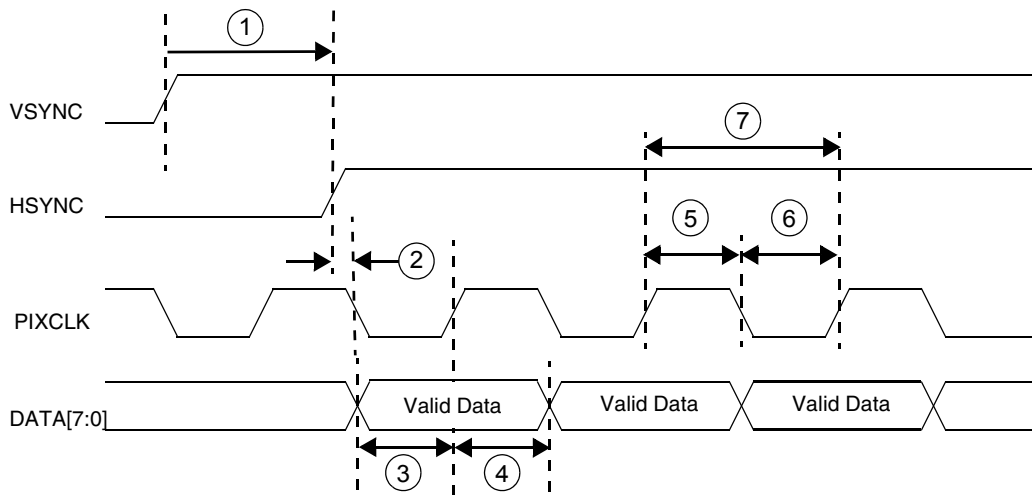 1
VSYNC
7
HSYNC
5
6
2
PIXCLK
DATA[7:0]
Valid Data
Valid Data
Valid Data
3
4